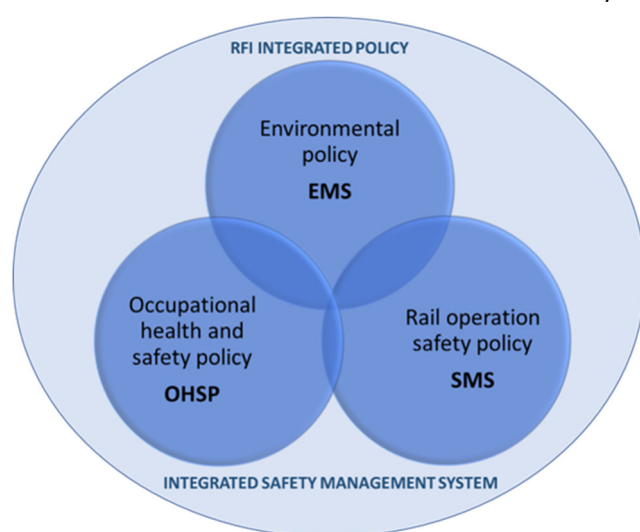 RFI INTEGRATED POLICY
Environmental
policy
EMS
Occupational
health and
safety policy
OHSP
Rail operation
safety policy
SMS
INTEGRATED SAFETY MANAGEMENT SYSTEM